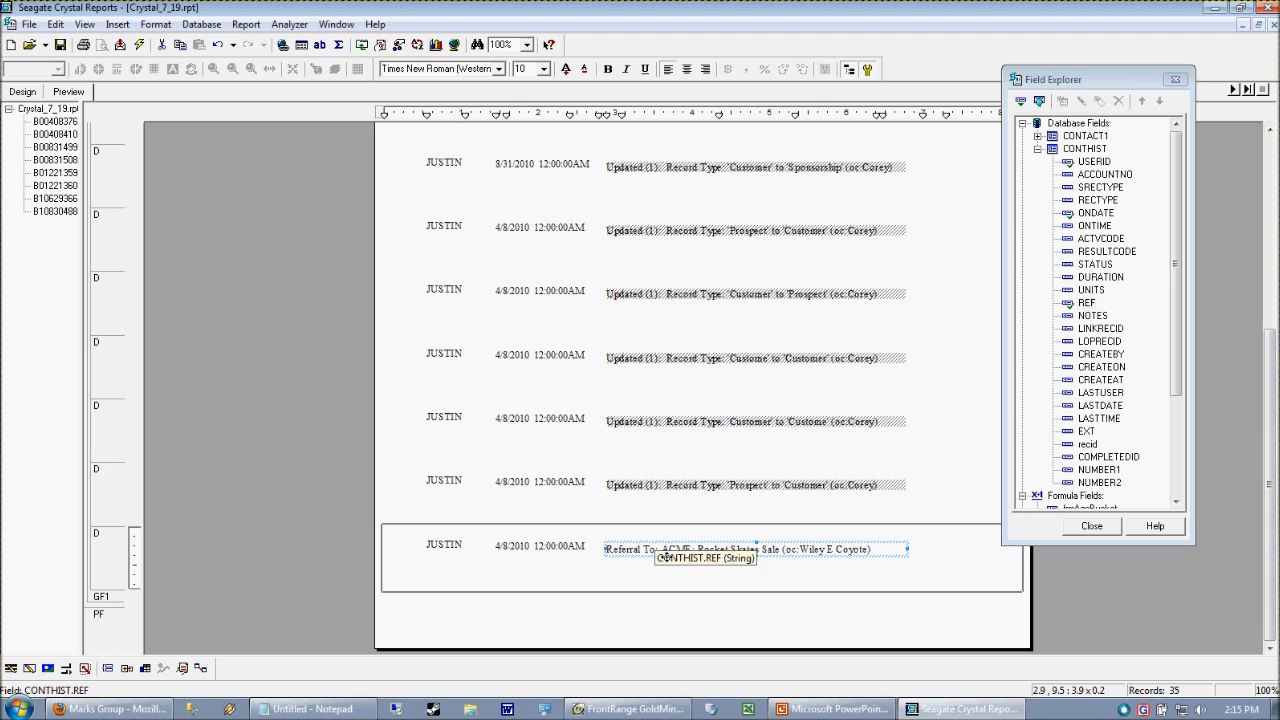 Seagate Crystal Reports - [Crystal_7_19.rpt]
File Edit View Insert Format Database Report Analyzer Window Help
100%
Times New Roman (Western 10 A A B I U $ %
Design Preview
Field Explorer
Crystal_7_19.rpt
B00408376
B00408410
B00831499
B00831508
B01221359
B01221360
B10629366
B10830488
1 2 3 4 5 6 7 8
D JUSTIN 8/31/2010 12:00:00AM Updated (1): Record Type: 'Customer' to 'Sponsorship' (oc:Corey)
D JUSTIN 4/8/2010 12:00:00AM Updated (1): Record Type: 'Prospect' to 'Customer' (oc:Corey)
D JUSTIN 4/8/2010 12:00:00AM Updated (1): Record Type: 'Customer' to 'Prospect' (oc:Corey)
D JUSTIN 4/8/2010 12:00:00AM Updated (1): Record Type: 'Custome' to 'Customer' (oc:Corey)
D JUSTIN 4/8/2010 12:00:00AM Updated (1): Record Type: 'Customer' to 'Custome' (oc:Corey)
D JUSTIN 4/8/2010 12:00:00AM Updated (1): Record Type: 'Prospect' to 'Customer' (oc:Corey)
D JUSTIN 4/8/2010 12:00:00AM Referral To: ACME: Rocket Skates Sale (oc:Wiley E Coyote)
CONTHIST.REF (String)
GF1
PF
Database Fields:
CONTACT1
CONTHIST
USERID
ACCOUNTNO
SRECTYPE
RECTYPE
ONDATE
ONTIME
ACTVCODE
RESULTCODE
STATUS
DURATION
UNITS
REF
NOTES
LINKRECID
LOPRECID
CREATEBY
CREATEON
CREATEAT
LASTUSER
LASTDATE
LASTTIME
EXT
recid
COMPLETEDID
NUMBER1
NUMBER2
Formula Fields:
Close Help
Field: CONTHIST.REF 2.9 , 9.5 : 3.9 x 0.2 Records: 35 100%
Marks Group - Mozill... Untitled - Notepad FrontRange GoldMin... Microsoft PowerPoin... Seagate Crystal Repo... 2:15 PM